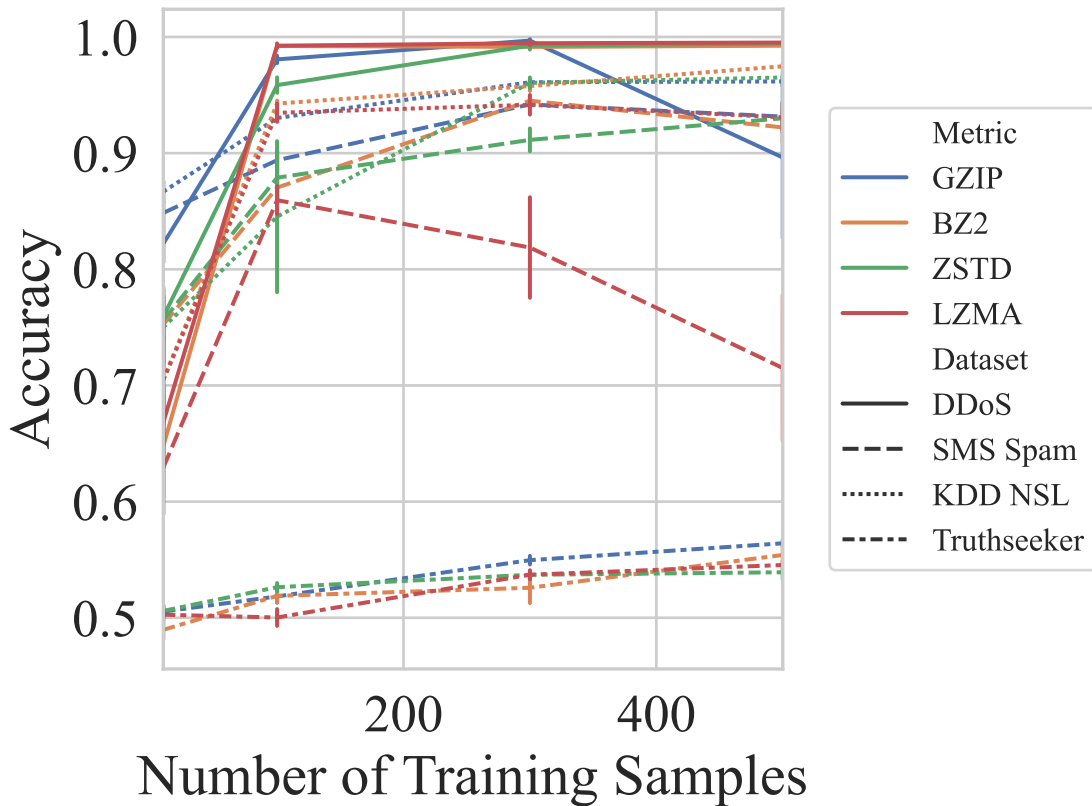 1.0
0.9
0.8
0.7
0.6
0.5
Accuracy
200 400
Number of Training Samples
Metric
GZIP
BZ2
ZSTD
LZMA
Dataset
DDoS
SMS Spam
KDD NSL
Truthseeker